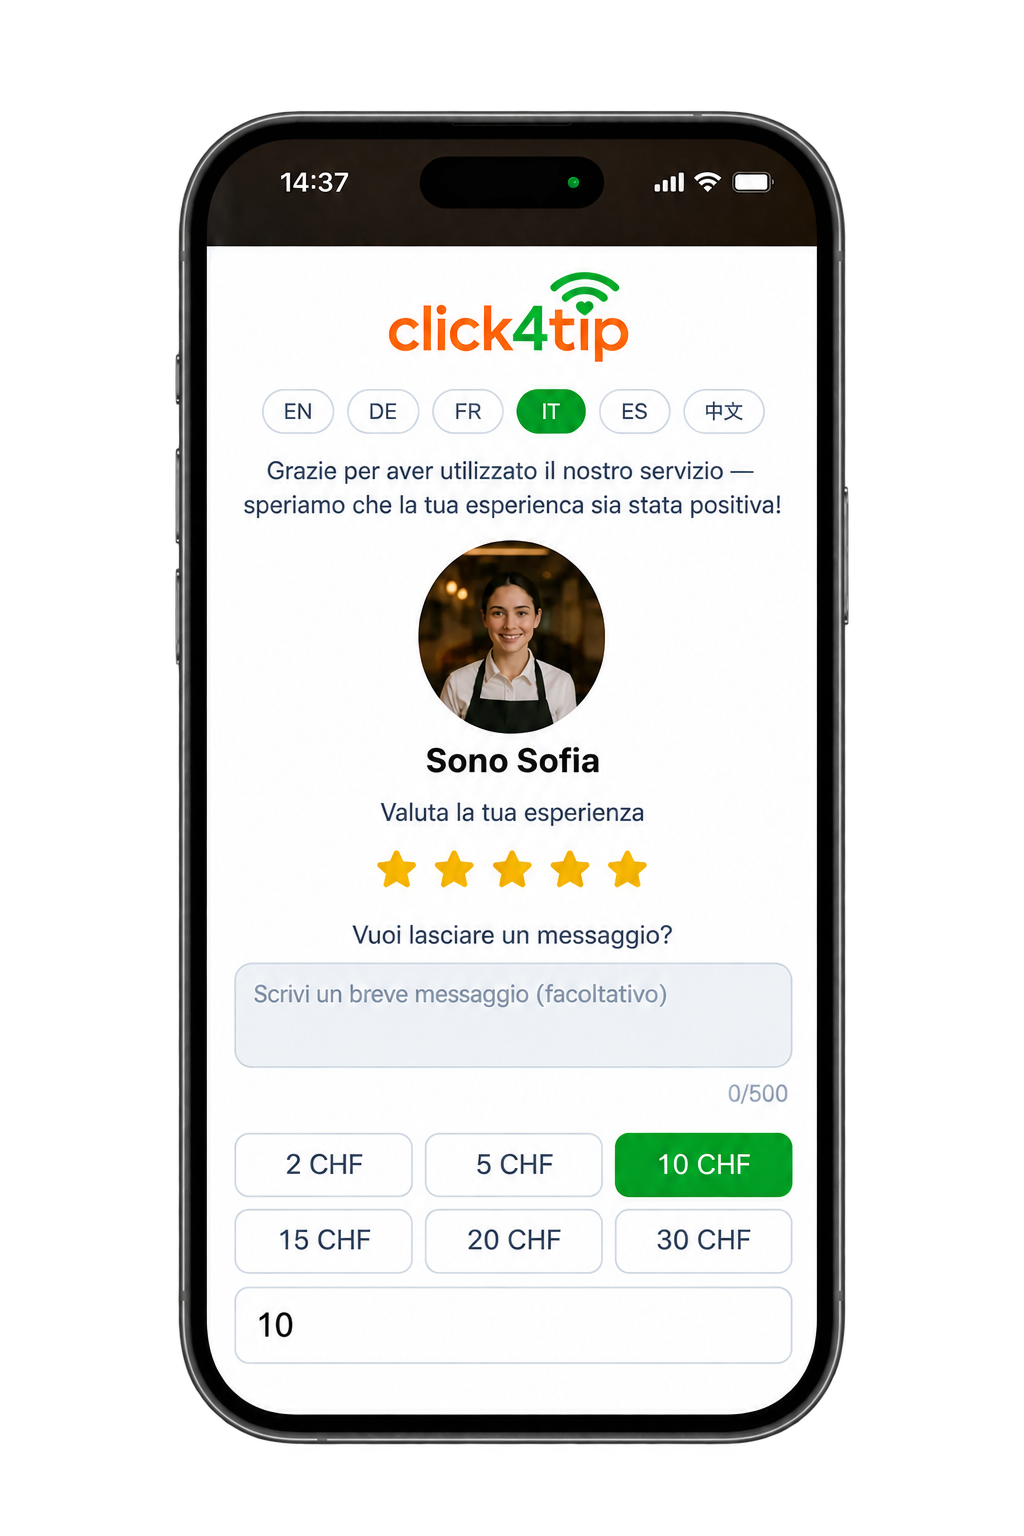 14:37
click4tip
EN DE FR IT ES 中文
Grazie per aver utilizzato il nostro servizio —
speriamo che la tua esperienca sia stata positiva!
Sono Sofia
Valuta la tua esperienza
Vuoi lasciare un messaggio?
Scrivi un breve messaggio (facoltativo)
0/500
2 CHF 5 CHF 10 CHF
15 CHF 20 CHF 30 CHF
10